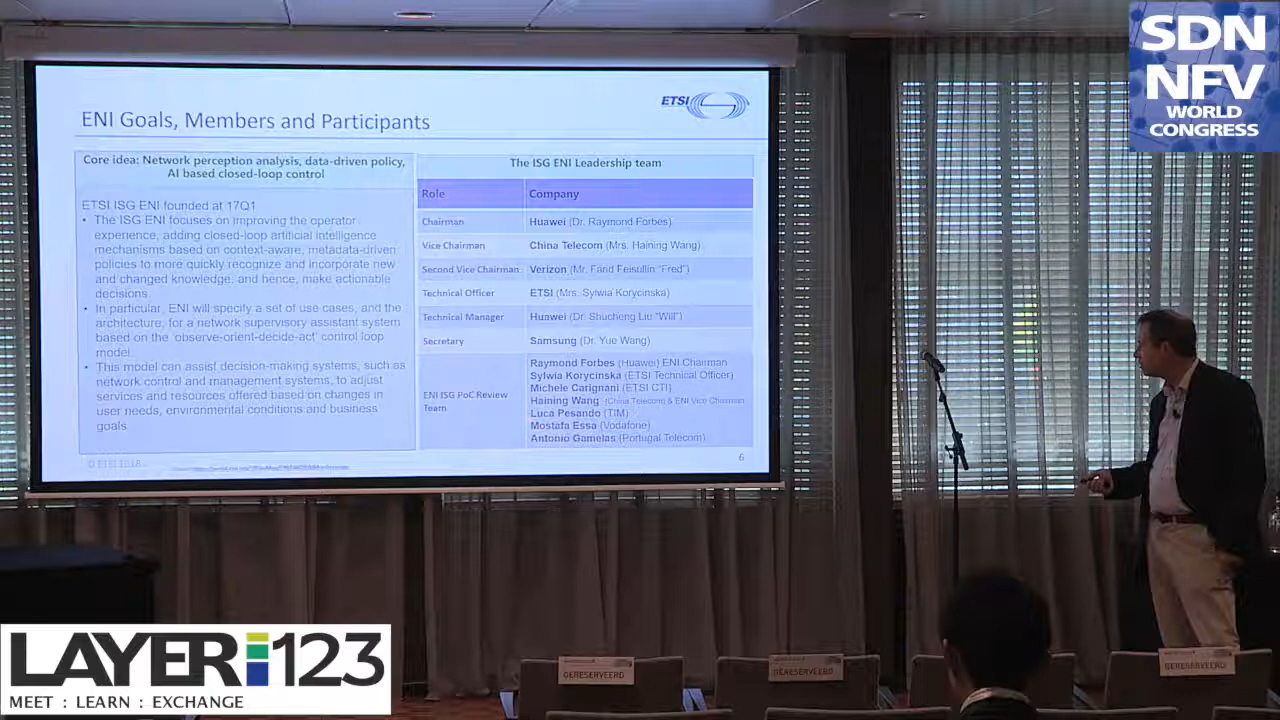 SDN
NFV
WORLD
CONGRESS
ETSI
ENI Goals, Members and Participants
Core idea: Network perception analysis, data-driven policy,
AI based closed-loop control
ETSI ISG ENI founded at 17Q1
• The ISG ENI focuses on improving the operator
experience, adding closed-loop artificial intelligence
mechanisms based on context-aware, metadata-driven
policies to more quickly recognize and incorporate new
and changed knowledge, and hence, make actionable
decisions.
• In particular, ENI will specify a set of use cases, and the
architecture, for a network supervisory assistant system
based on the 'observe-orient-decide-act' control loop
model.
• This model can assist decision-making systems, such as
network control and management systems, to adjust
services and resources offered based on changes in
user needs, environmental conditions and business
goals.
The ISG ENI Leadership team
Role Company
Chairman Huawei (Dr. Raymond Forbes)
Vice Chairman China Telecom (Mrs. Haining Wang)
Second Vice Chairman Verizon (Mr. Farid Feisullin "Fred")
Technical Officer ETSI (Mrs. Sylwia Korycinska)
Technical Manager Huawei (Dr. Shucheng Liu "Will")
Secretary Samsung (Dr. Yue Wang)
ENI ISG PoC Review
Team
Raymond Forbes (Huawei) ENI Chairman
Sylwia Korycinska (ETSI Technical Officer)
Michele Carignani (ETSI CTI)
Haining Wang (China Telecom) & ENI Vice Chairman
Luca Pesando (TIM)
Mostafa Essa (Vodafone)
Antonio Gamelas (Portugal Telecom)
6
GERESERVEERD
GERESERVEERD
GERESERVEERD
LAYER 123
MEET : LEARN : EXCHANGE